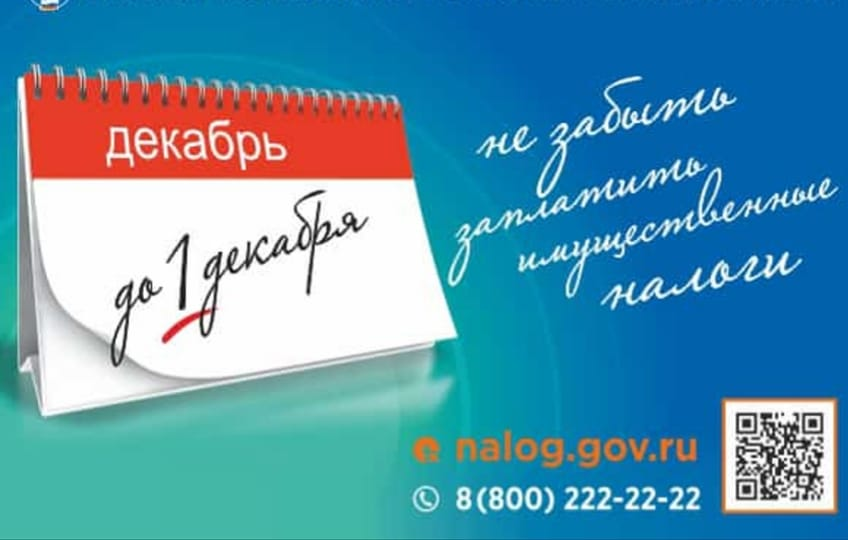 декабрь
до 1 декабря
не забыть
заплатить
имущественные
налоги
nalog.gov.ru
8(800) 222-22-22